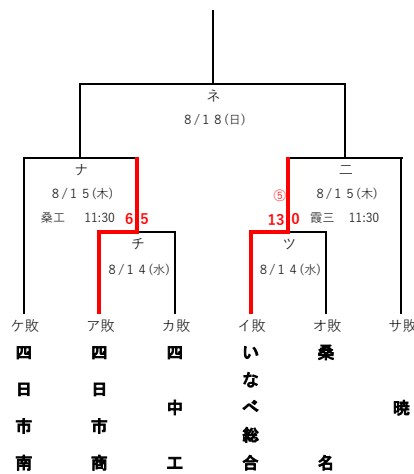 ネ
8/18(日)
ナ
8/15(木)
桑工 11:30
6 5
チ
8/14(水)
ニ
⑤ 8/15(木)
13 0 霞三 11:30
ツ
8/14(水)
ケ敗 ア敗 カ敗 イ敗 オ敗 サ敗
四日市南
四日市商
四中工
いなべ総合
桑名
暁